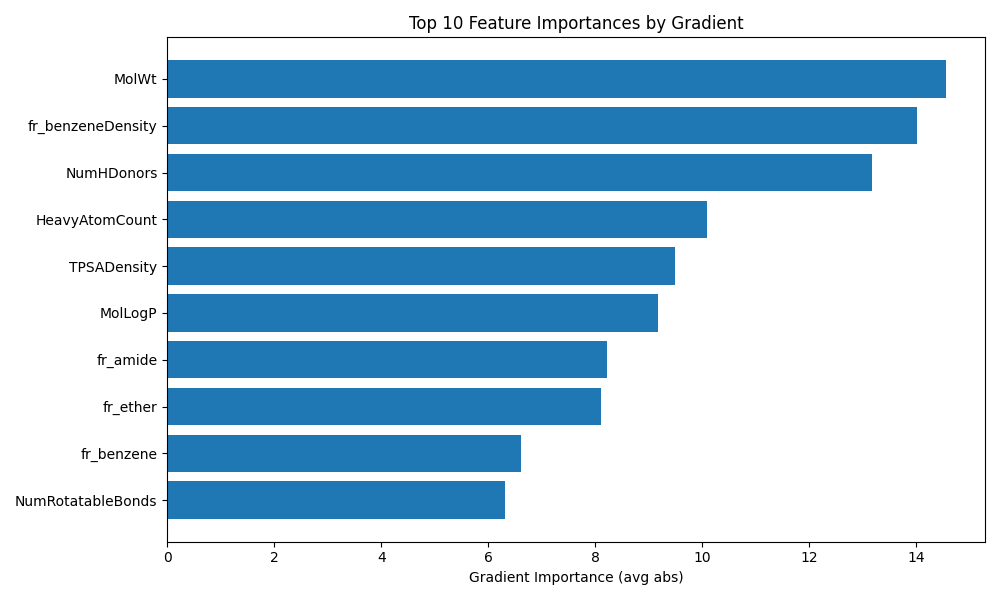 Top 10 Feature Importances by Gradient
MolWt
fr_benzeneDensity
NumHDonors
HeavyAtomCount
TPSADensity
MolLogP
fr_amide
fr_ether
fr_benzene
NumRotatableBonds
0 2 4 6 8 10 12 14
Gradient Importance (avg abs)